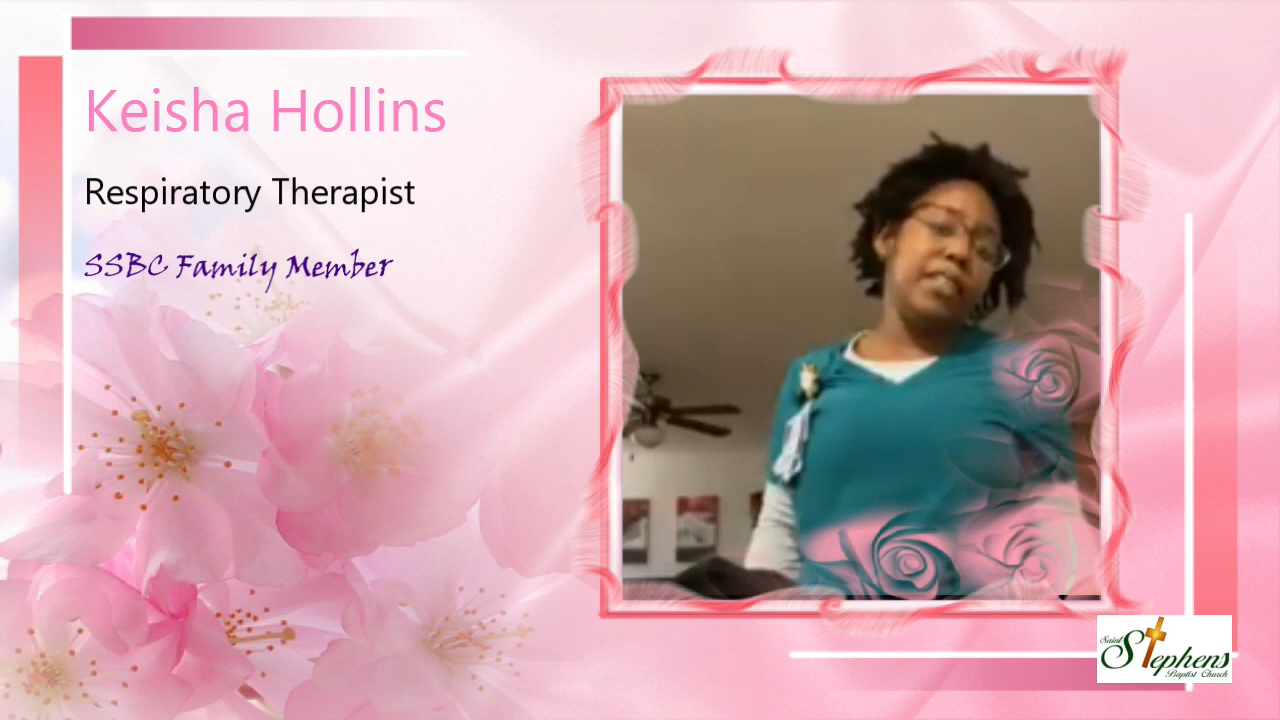 Keisha Hollins
Respiratory Therapist
SSBC Family Member
Saint
Stephens
Baptist Church